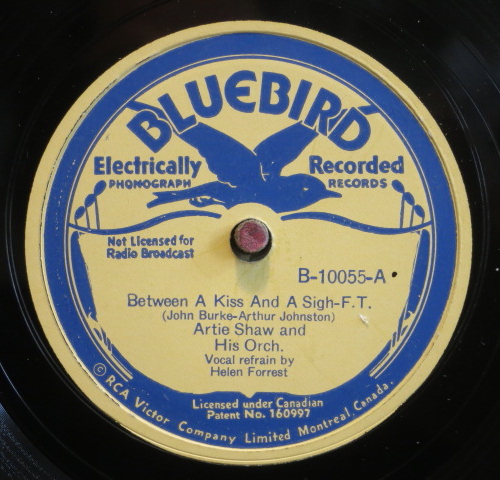 BLUEBIRD
Electrically Recorded
PHONOGRAPH RECORDS
Not Licensed for
Radio Broadcast
B-10055-A
Between A Kiss And A Sigh-F.T.
(John Burke-Arthur Johnston)
Artie Shaw and
His Orch.
Vocal refrain by
Helen Forrest
Licensed under Canadian
Patent No. 160997
© RCA Victor Company Limited Montreal, Canada.